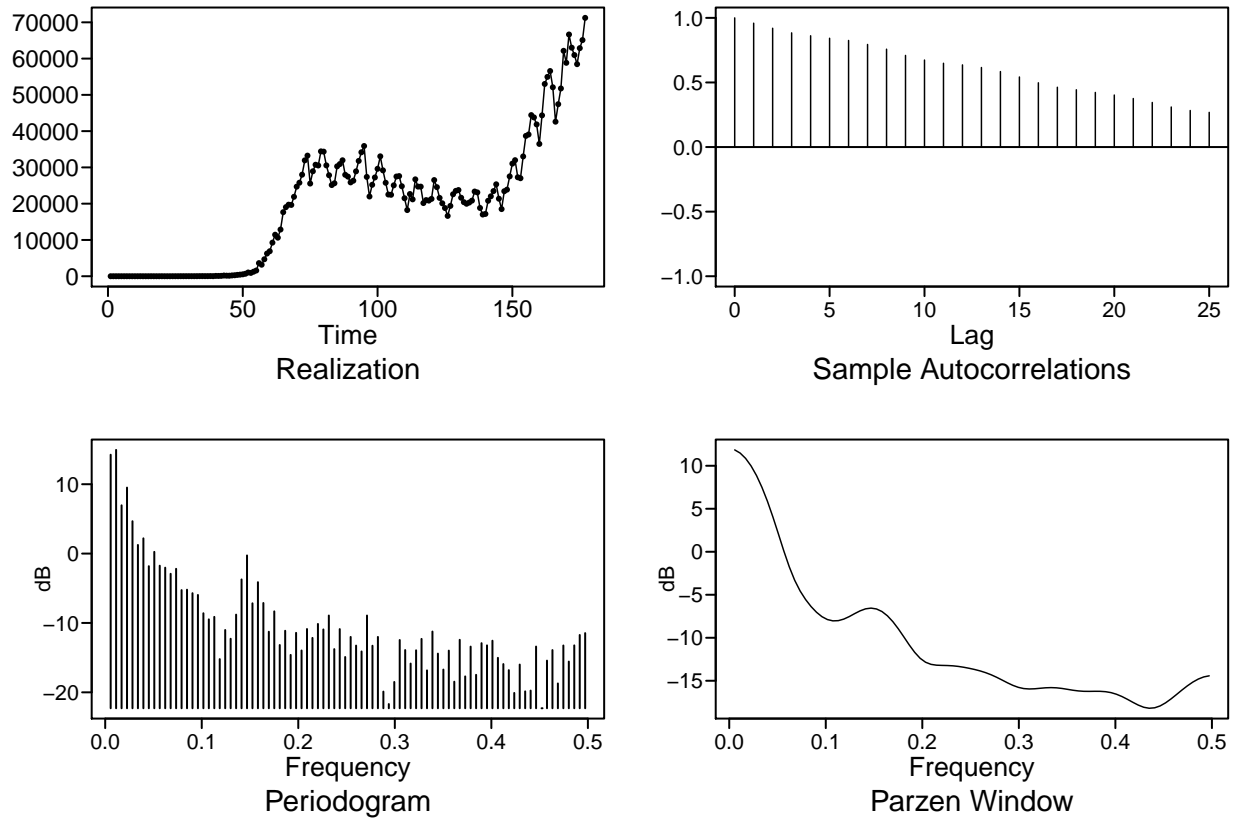 70000
60000
50000
40000
30000
20000
10000
0
0 50 100 150
Time
Realization
1.0
0.5
0.0
−0.5
−1.0
0 5 10 15 20 25
Lag
Sample Autocorrelations
dB
10
0
−10
−20
0.0 0.1 0.2 0.3 0.4 0.5
Frequency
Periodogram
dB
10
5
0
−5
−10
−15
0.0 0.1 0.2 0.3 0.4 0.5
Frequency
Parzen Window